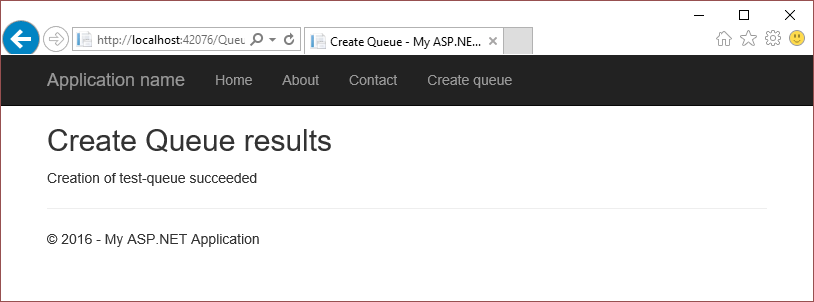 http://localhost:42076/Queu
Create Queue - My ASP.NE...
Application name Home About Contact Create queue
Create Queue results
Creation of test-queue succeeded
© 2016 - My ASP.NET Application